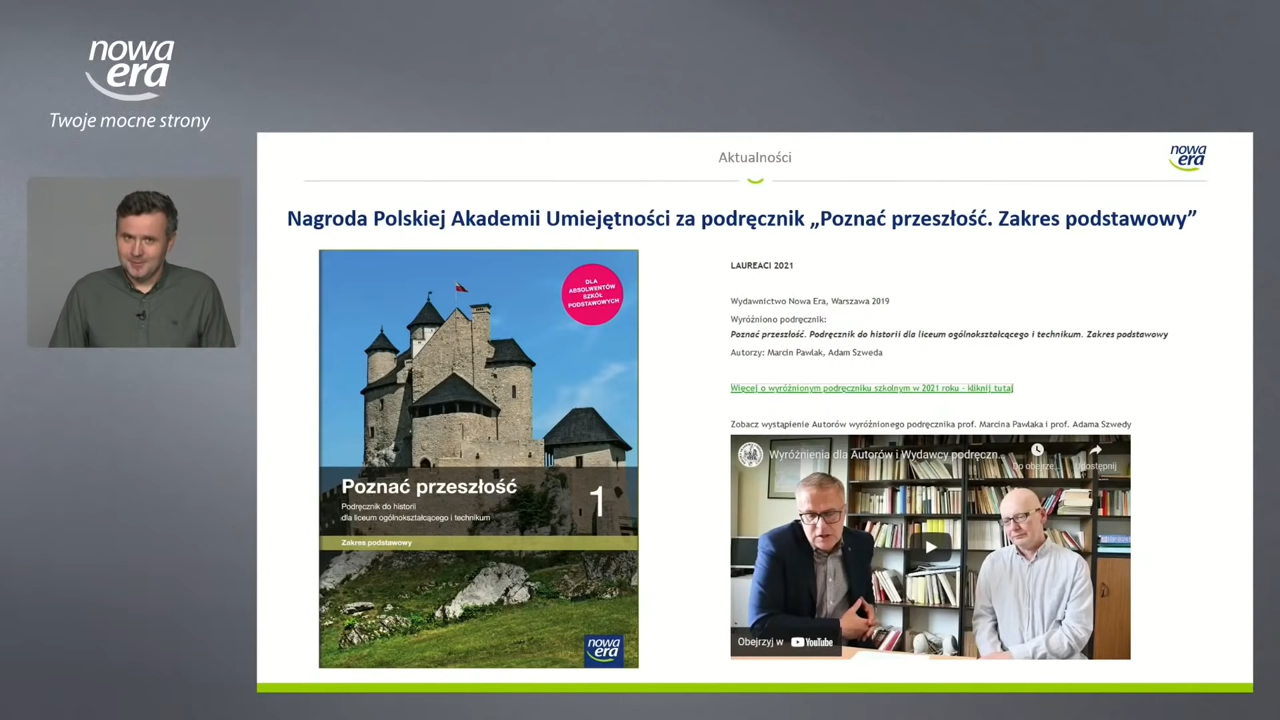 nowa
era
Twoje mocne strony
Aktualności
nowa
era
Nagroda Polskiej Akademii Umiejętności za podręcznik „Poznać przeszłość. Zakres podstawowy”
DLA
ABSOLWENTÓW
SZKÓŁ
PODSTAWOWYCH
Poznać przeszłość
1
Podręcznik do historii
dla liceum ogólnokształcącego i technikum
Zakres podstawowy
nowa
era
LAUREACI 2021
Wydawnictwo Nowa Era, Warszawa 2019
Wyróżniono podręcznik:
Poznać przeszłość. Podręcznik do historii dla liceum ogólnokształcącego i technikum. Zakres podstawowy
Autorzy: Marcin Pawlak, Adam Szweda
Więcej o wyróżnionym podręczniku szkolnym w 2021 roku - kliknij tutaj
Zobacz wystąpienie Autorów wyróżnionego podręcznika prof. Marcina Pawlaka i prof. Adama Szwedy
Wyróżnienia dla Autorów i Wydawcy podręczn...
Do obejrze...
Udostępnij
Obejrzyj w YouTube